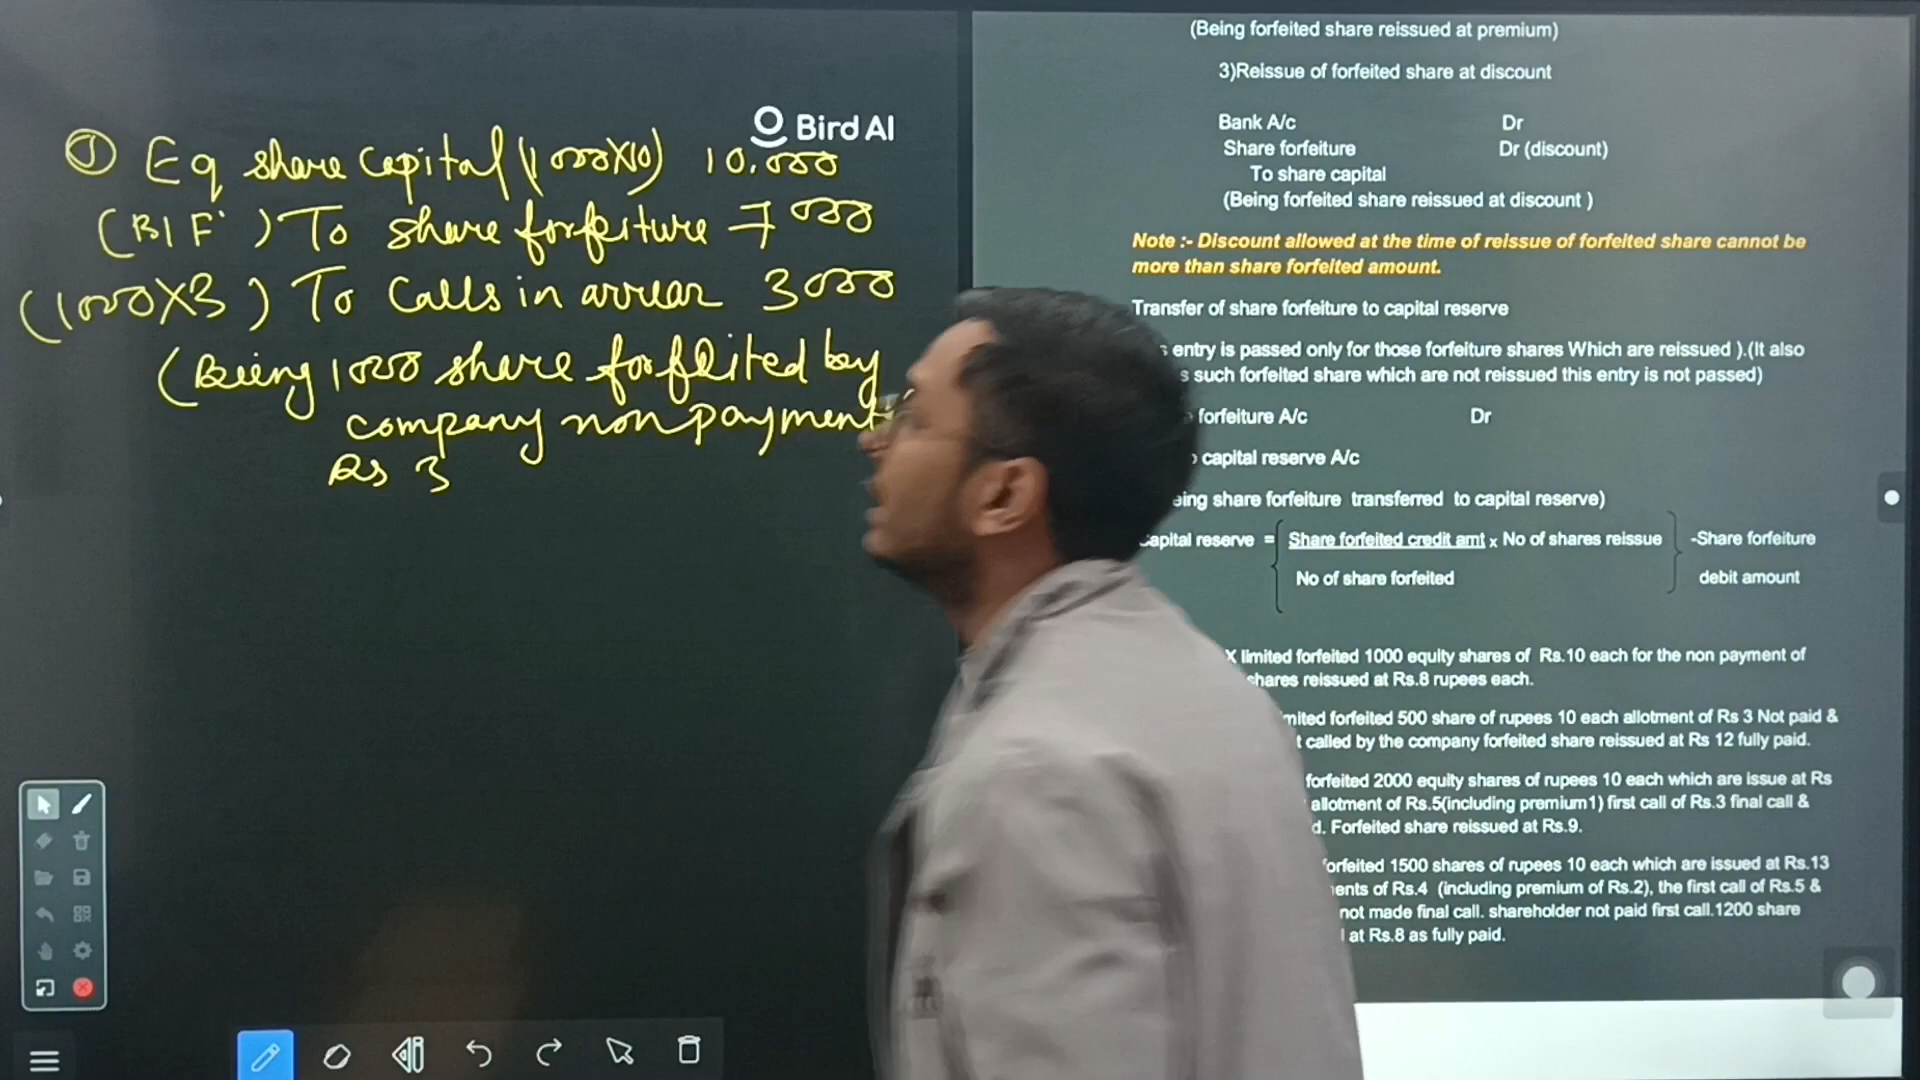 Bird AI
① Eq share capital (1000X10) 10,000
(B/F) To share forfeiture 7000
(1000X3) To Calls in arrear 3000
(Being 1000 share forfeited by
company non payment
Rs 3
(Being forfeited share reissued at premium)
3)Reissue of forfeited share at discount
Bank A/c Dr
Share forfeiture Dr (discount)
To share capital
(Being forfeited share reissued at discount )
Note :- Discount allowed at the time of reissue of forfeited share cannot be
more than share forfeited amount.
Transfer of share forfeiture to capital reserve
entry is passed only for those forfeiture shares Which are reissued ).(It also
such forfeited share which are not reissued this entry is not passed)
forfeiture A/c Dr
capital reserve A/c
share forfeiture transferred to capital reserve)
reserve = Share forfeited credit amt x No of shares reissue -Share forfeiture
No of share forfeited debit amount
X limited forfeited 1000 equity shares of Rs.10 each for the non payment of
shares reissued at Rs.8 rupees each.
forfeited 500 share of rupees 10 each allotment of Rs 3 Not paid &
called by the company forfeited share reissued at Rs 12 fully paid.
forfeited 2000 equity shares of rupees 10 each which are issue at Rs
allotment of Rs.5(including premium1) first call of Rs.3 final call &
Forfeited share reissued at Rs.9.
forfeited 1500 shares of rupees 10 each which are issued at Rs.13
of Rs.4 (including premium of Rs.2), the first call of Rs.5 &
not made final call. shareholder not paid first call.1200 share
at Rs.8 as fully paid.